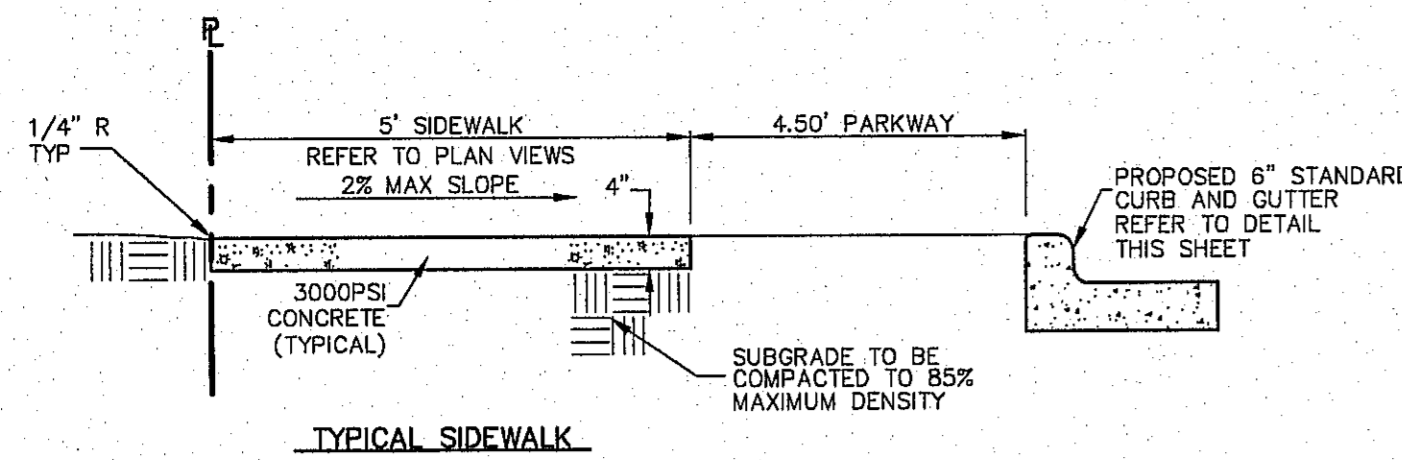 PL
1/4" R
TYP
5' SIDEWALK
REFER TO PLAN VIEWS
2% MAX SLOPE
4"
4.50' PARKWAY
PROPOSED 6" STANDARD
CURB AND GUTTER
REFER TO DETAIL
THIS SHEET
3000PSI
CONCRETE
(TYPICAL)
SUBGRADE TO BE
COMPACTED TO 85%
MAXIMUM DENSITY
TYPICAL SIDEWALK